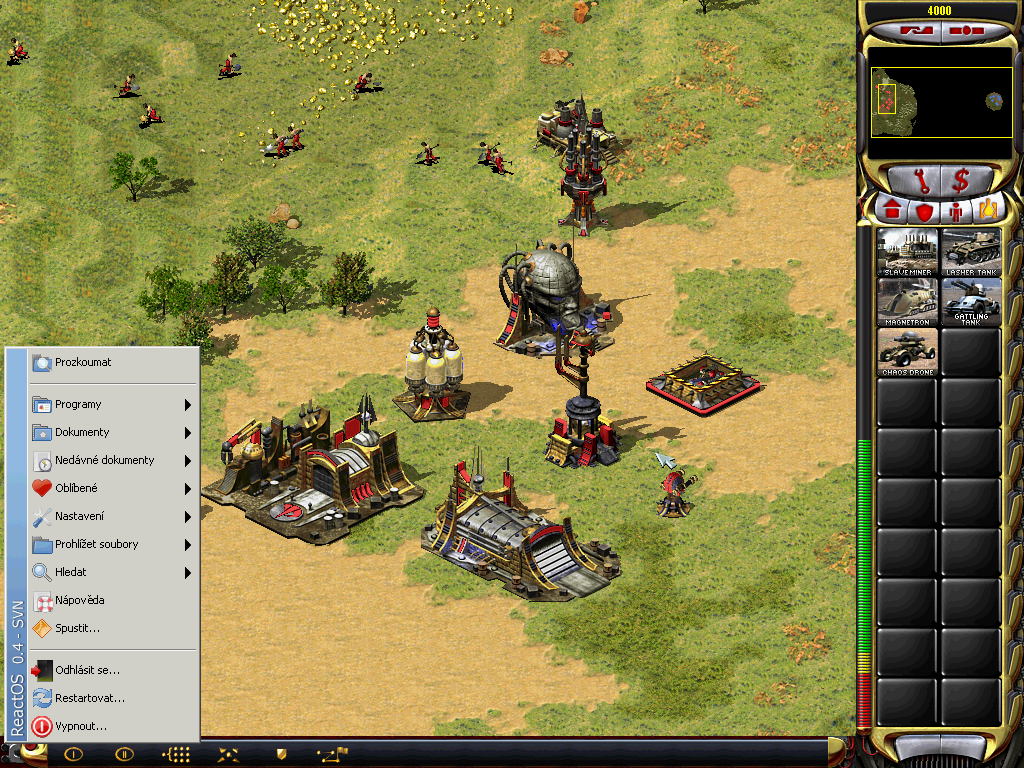 4000
SLAVE MINER
LASHER TANK
MAGNETRON
GATTLING
TANK
CHAOS DRONE
Prozkoumat
Programy
Dokumenty
Nedávné dokumenty
Oblíbené
Nastavení
Prohlížet soubory
Hledat
Nápověda
Spustit...
Odhlásit se...
Restartovat...
Vypnout...
ReactOS 0.4 - SVN